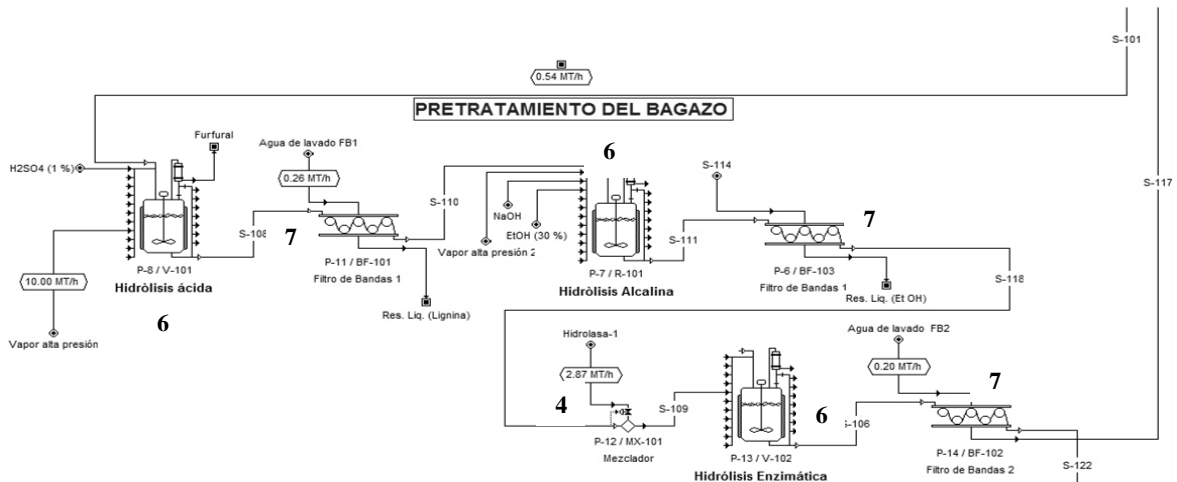 S-101
0.54 MT/h
PRETRATAMIENTO DEL BAGAZO
Furfural
Agua de lavado FB1
6
S-114
H2SO4 (1 %)
0.26 MT/h
S-110
S-117
NaOH
EtOH (30 %)
Vapor alta presión 2
S-108
7
S-111
7
P-8 / V-101
Hidròlisis ácida
P-11 / BF-101
Filtro de Bandas 1
P-7 / R-101
Hidròlisis Alcalina
P-6 / BF-103
Filtro de Bandas 1
S-118
10.00 MT/h
6
Res. Liq. (Lignina)
Res. Liq. (Et OH)
Vapor alta presión
Hidrolasa-1
Agua de lavado FB2
2.87 MT/h
0.20 MT/h
4
S-109
6
7
S-106
P-12 / MX-101
Mezclador
P-13 / V-102
Hidrólisis Enzimática
P-14 / BF-102
Filtro de Bandas 2
S-122